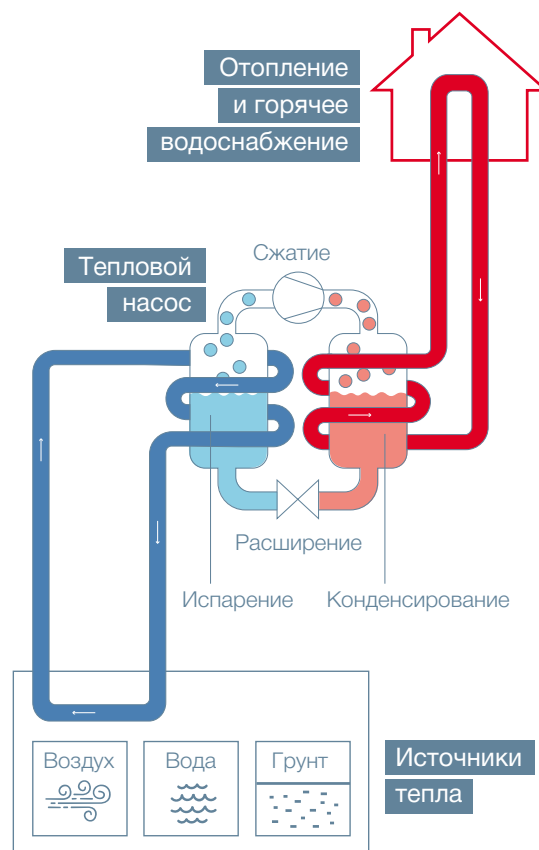 Отопление
и горячее
водоснабжение
Тепловой
насос
Сжатие
Расширение
Испарение
Конденсирование
Воздух
Вода
Грунт
Источники
тепла